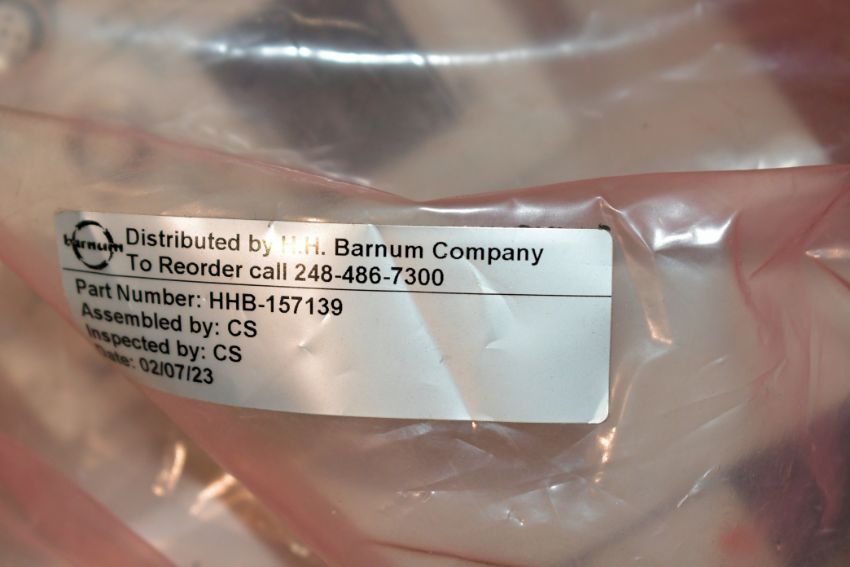 barnum
Distributed by H.H. Barnum Company
To Reorder call 248-486-7300
Part Number: HHB-157139
Assembled by: CS
Inspected by: CS
Date: 02/07/23